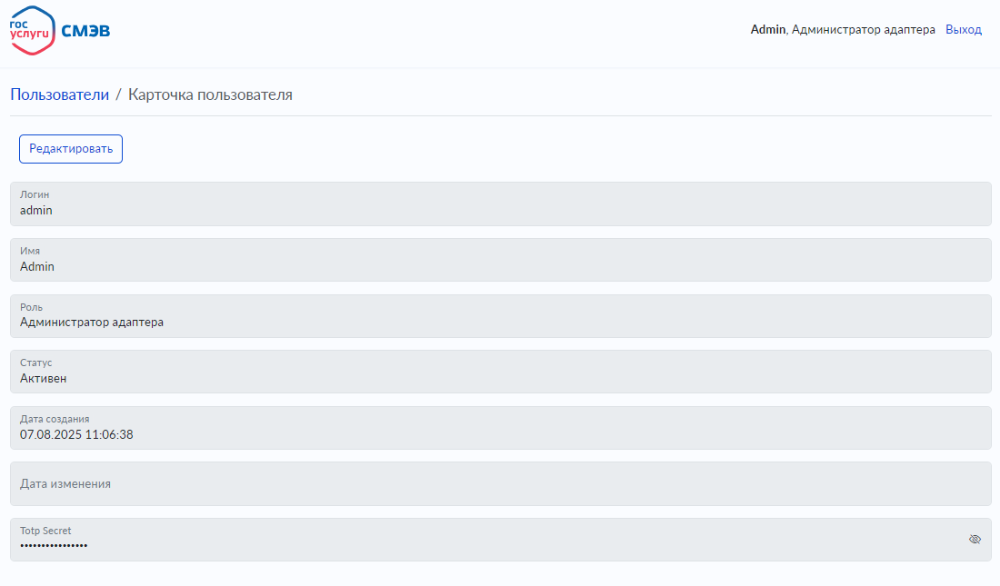 гос
услуги
СМЭВ
Admin, Администратор адаптера Выход
Пользователи / Карточка пользователя
Редактировать
Логин
admin
Имя
Admin
Роль
Администратор адаптера
Статус
Активен
Дата создания
07.08.2025 11:06:38
Дата изменения
Totp Secret
••••••••••••••••